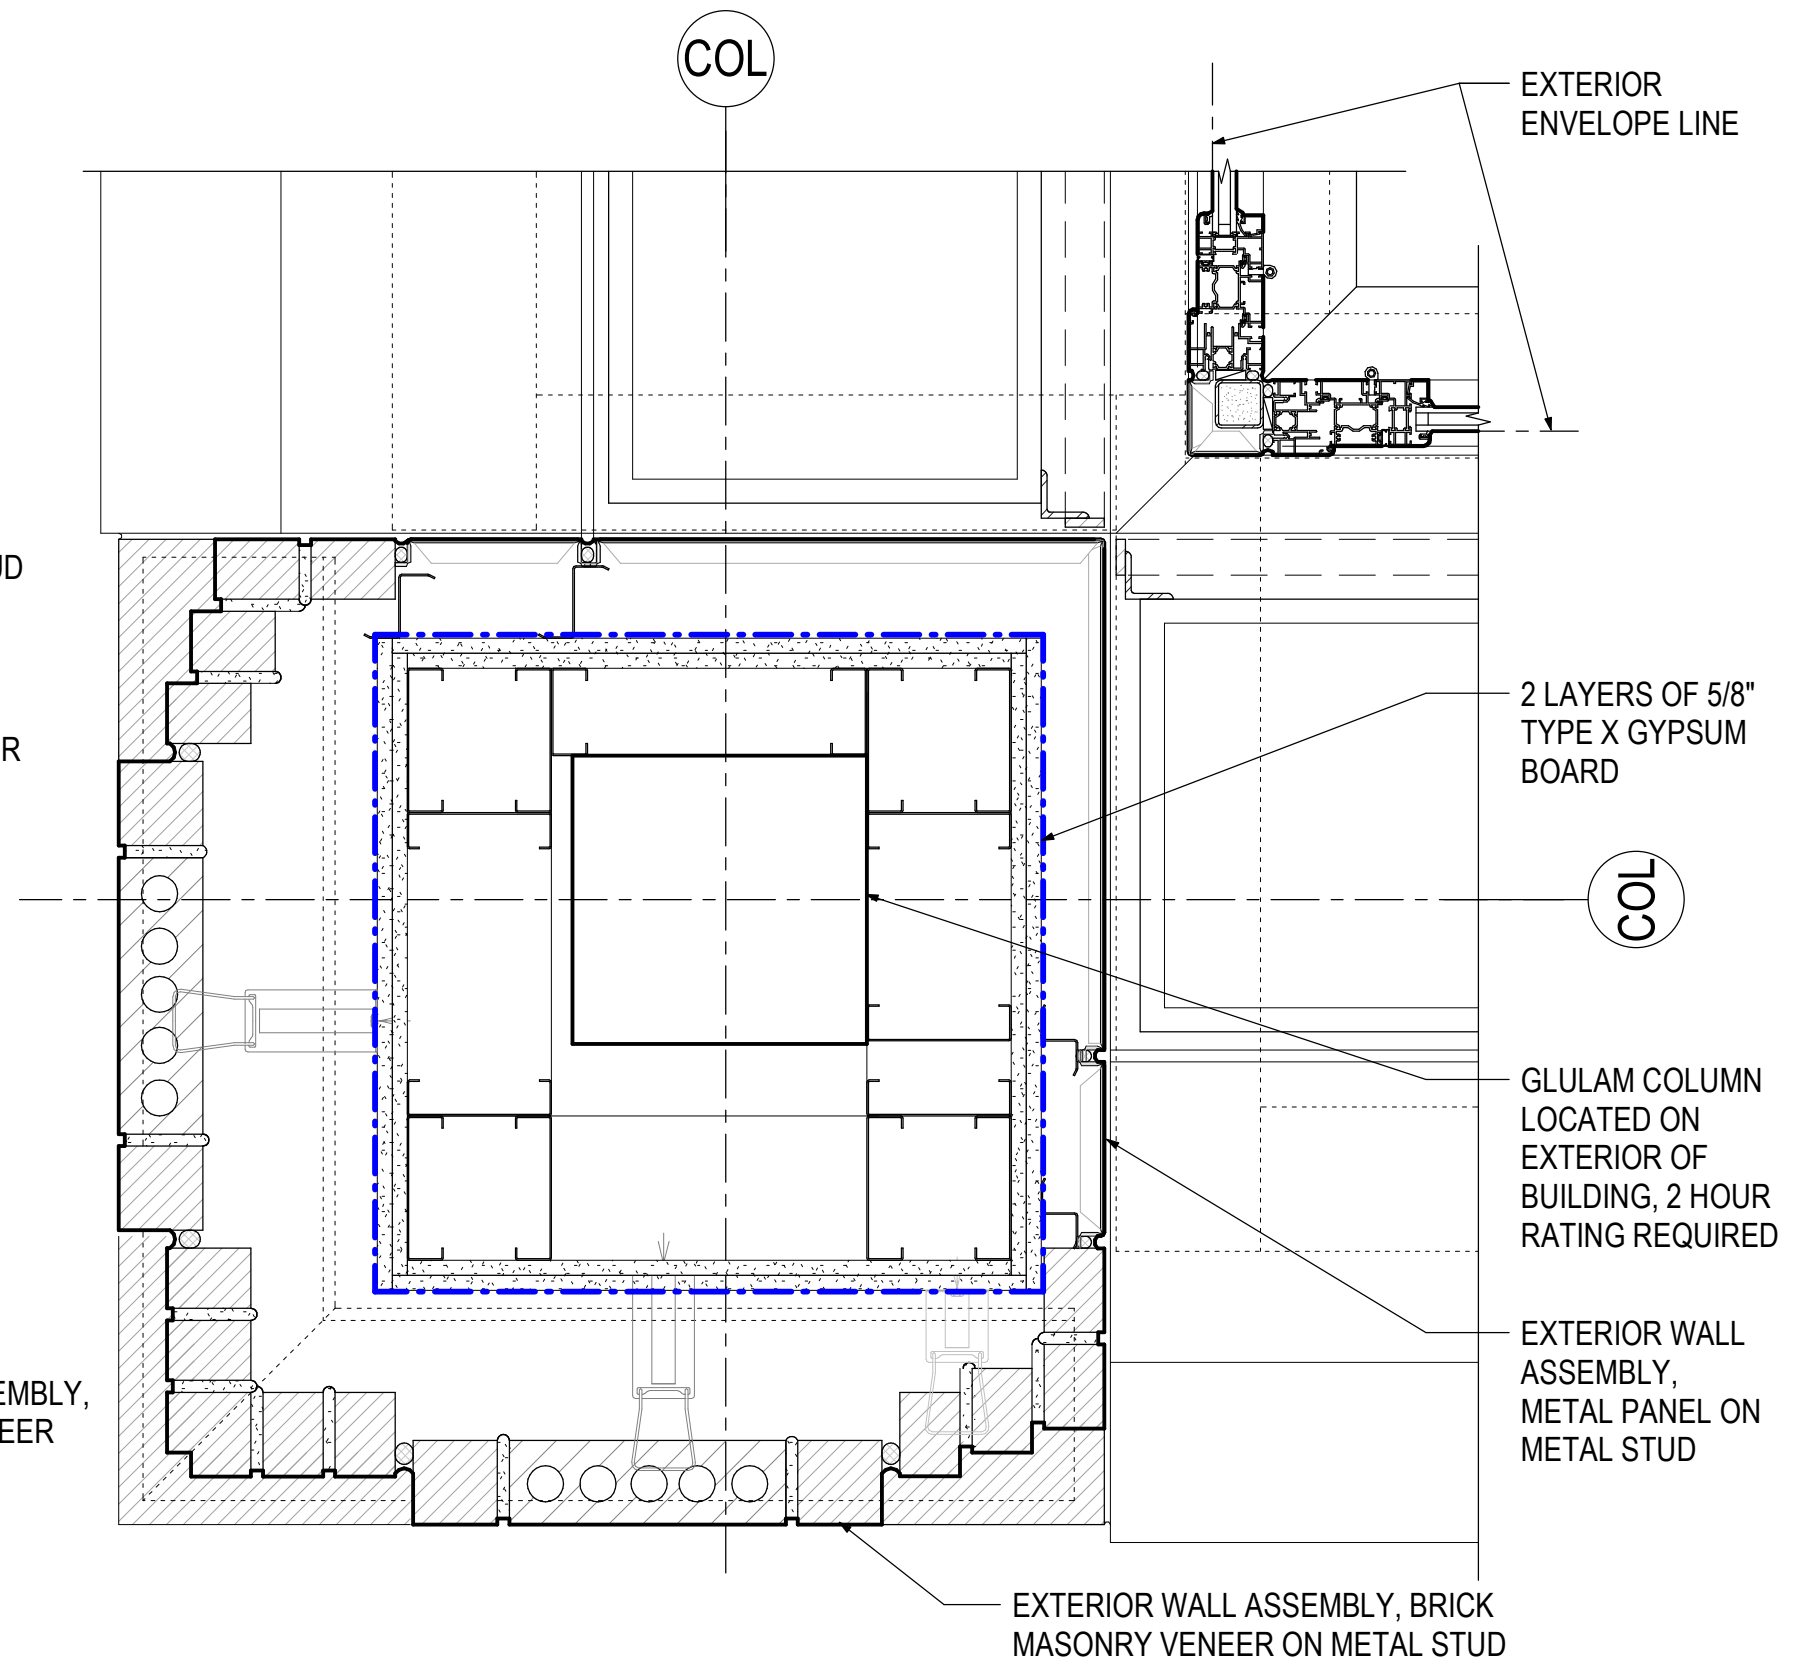 COL
EXTERIOR
ENVELOPE LINE
UD
2 LAYERS OF 5/8"
TYPE X GYPSUM
BOARD
R
COL
GLULAM COLUMN
LOCATED ON
EXTERIOR OF
BUILDING, 2 HOUR
RATING REQUIRED
EXTERIOR WALL
ASSEMBLY,
METAL PANEL ON
METAL STUD
EMBLY,
EER
EXTERIOR WALL ASSEMBLY, BRICK
MASONRY VENEER ON METAL STUD